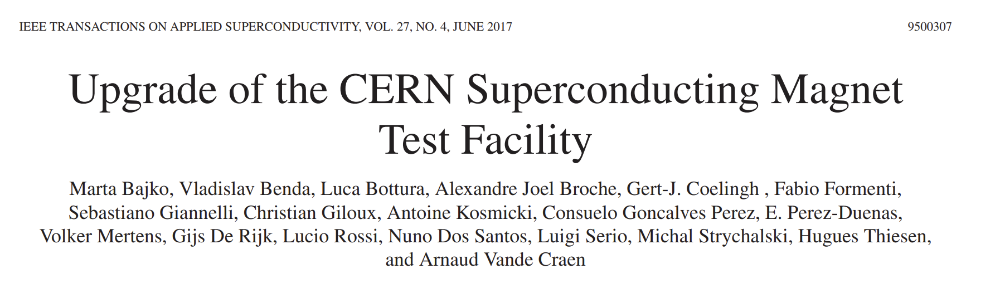 IEEE TRANSACTIONS ON APPLIED SUPERCONDUCTIVITY, VOL. 27, NO. 4, JUNE 2017 9500307
Upgrade of the CERN Superconducting Magnet
Test Facility
Marta Bajko, Vladislav Benda, Luca Bottura, Alexandre Joel Broche, Gert-J. Coelingh , Fabio Formenti,
Sebastiano Giannelli, Christian Giloux, Antoine Kosmicki, Consuelo Goncalves Perez, E. Perez-Duenas,
Volker Mertens, Gijs De Rijk, Lucio Rossi, Nuno Dos Santos, Luigi Serio, Michal Strychalski, Hugues Thiesen,
and Arnaud Vande Craen